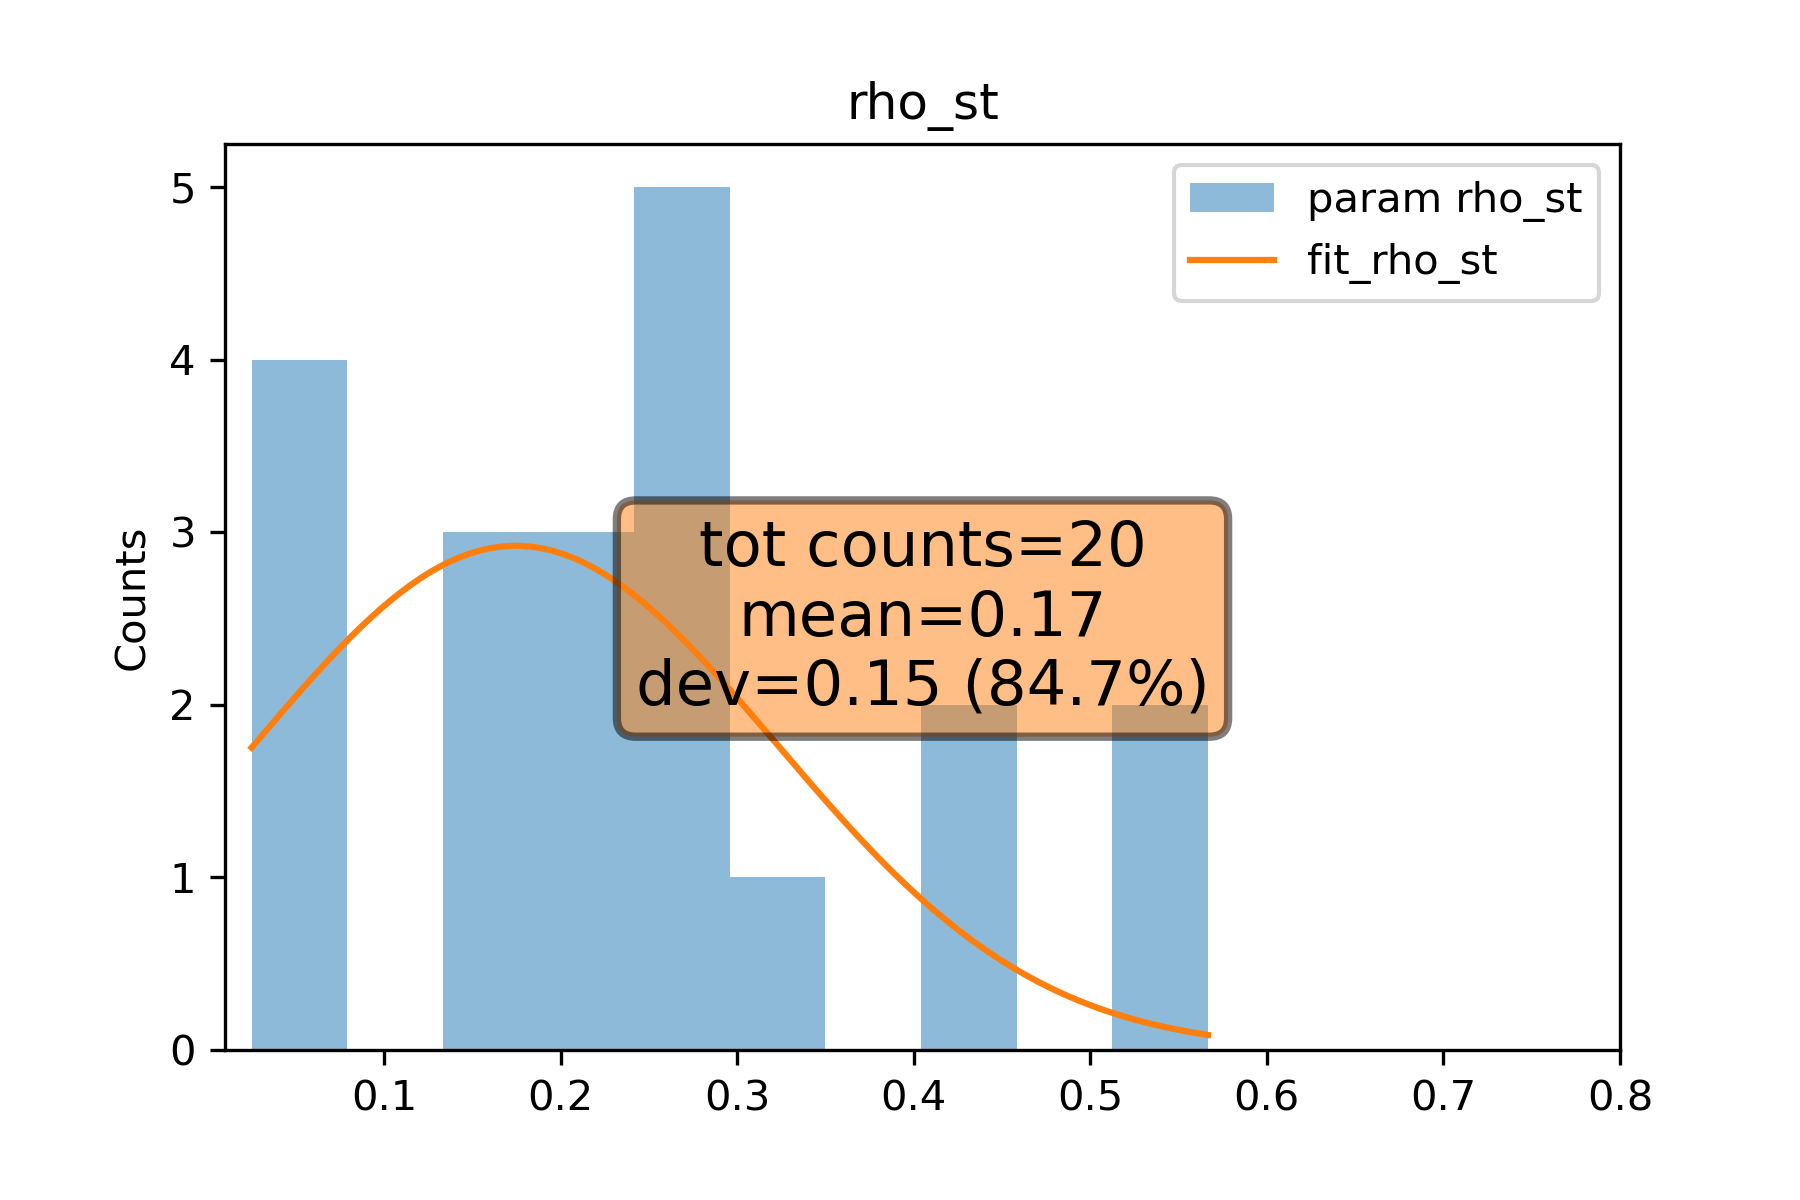 rho_st
5
4
3
2
1
0
Counts
param rho_st
fit_rho_st
tot counts=20
mean=0.17
dev=0.15 (84.7%)
0.1 0.2 0.3 0.4 0.5 0.6 0.7 0.8